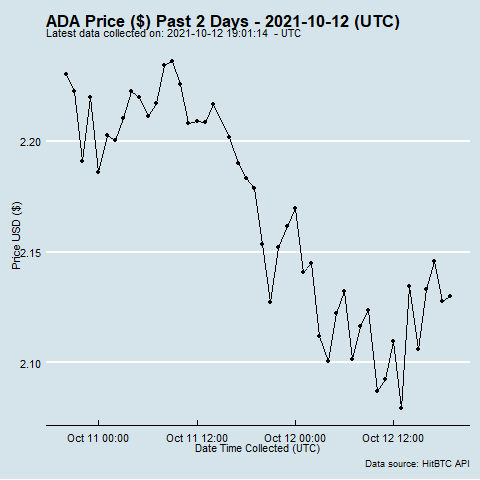 ADA Price ($) Past 2 Days - 2021-10-12 (UTC)
Latest data collected on: 2021-10-12 19:01:14 - UTC
Price USD ($)
2.20
2.15
2.10
Oct 11 00:00 Oct 11 12:00 Oct 12 00:00 Oct 12 12:00
Date Time Collected (UTC)
Data source: HitBTC API